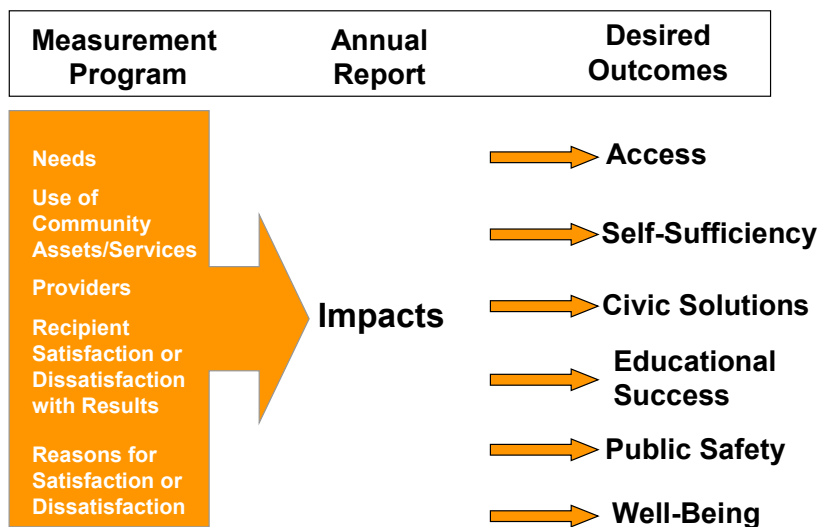 Measurement
Program
Annual
Report
Desired
Outcomes
Needs
Use of
Community
Assets/Services
Providers
Recipient
Satisfaction or
Dissatisfaction
with Results
Reasons for
Satisfaction or
Dissatisfaction
Impacts
Access
Self-Sufficiency
Civic Solutions
Educational
Success
Public Safety
Well-Being